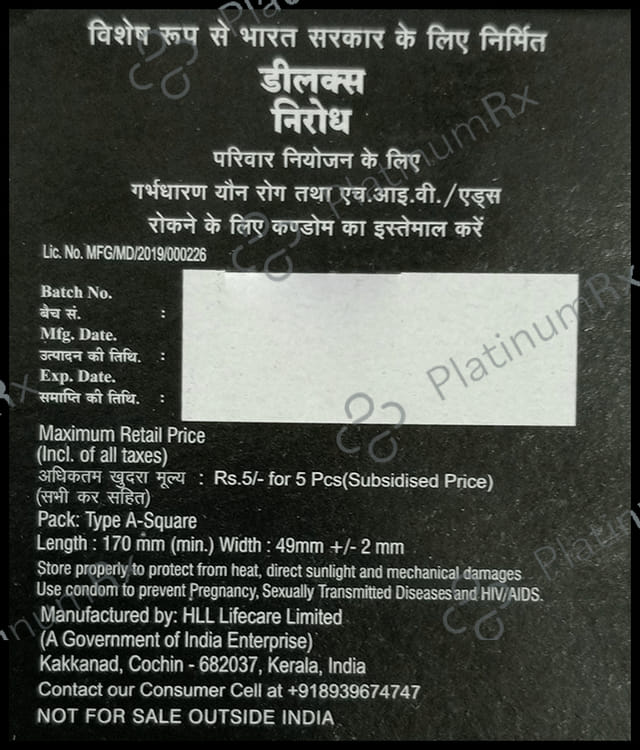 विशेष रूप से भारत सरकार के लिए निर्मित
डीलक्स
निरोध
परिवार नियोजन के लिए
गर्भधारण यौन रोग तथा एच.आइ.वी./एड्स
रोकने के लिए कण्डोम का इस्तेमाल करें
Lic. No. MFG/MD/2019/000226
Batch No.
बैच सं. :
Mfg. Date.
उत्पादन की तिथि. :
Exp. Date.
समाप्ति की तिथि. :
Maximum Retail Price
(Incl. of all taxes)
अधिकतम खुदरा मूल्य : Rs.5/- for 5 Pcs(Subsidised Price)
(सभी कर सहित)
Pack: Type A-Square
Length : 170 mm (min.) Width : 49mm +/- 2 mm
Store properly to protect from heat, direct sunlight and mechanical damages
Use condom to prevent Pregnancy, Sexually Transmitted Diseases and HIV/AIDS.
Manufactured by: HLL Lifecare Limited
(A Government of India Enterprise)
Kakkanad, Cochin - 682037, Kerala, India
Contact our Consumer Cell at +918939674747
NOT FOR SALE OUTSIDE INDIA
PlatinumRx
PlatinumRx